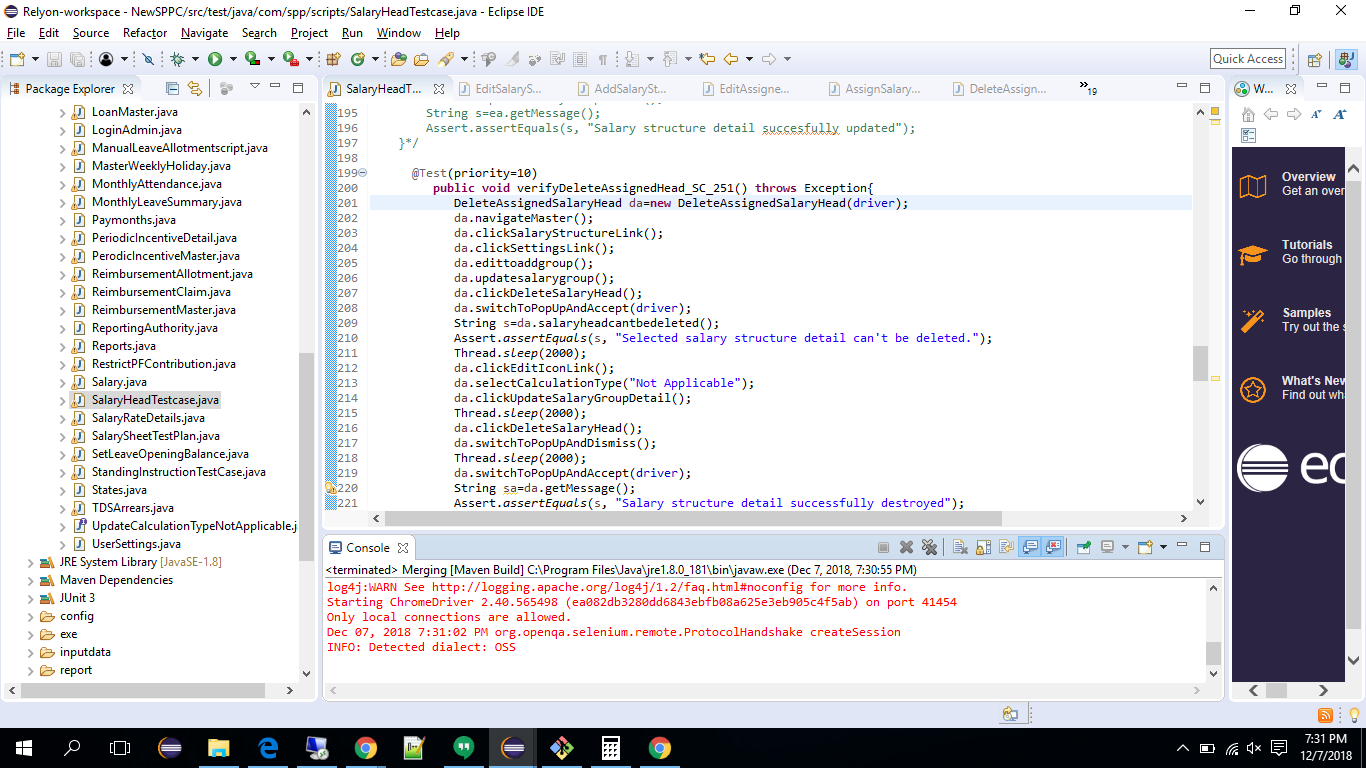 Relyon-workspace - NewSPPC/src/test/java/com/spp/scripts/SalaryHeadTestcase.java - Eclipse IDE
File Edit Source Refactor Navigate Search Project Run Window Help
Quick Access
Package Explorer
LoanMaster.java
LoginAdmin.java
ManualLeaveAllotmentscript.java
MasterWeeklyHoliday.java
MonthlyAttendance.java
MonthlyLeaveSummary.java
Paymonths.java
PeriodicIncentiveDetail.java
PerodicIncentiveMaster.java
ReimbursementAllotment.java
ReimbursementClaim.java
ReimbursementMaster.java
ReportingAuthority.java
Reports.java
RestrictPFContribution.java
Salary.java
SalaryHeadTestcase.java
SalaryRateDetails.java
SalarySheetTestPlan.java
SetLeaveOpeningBalance.java
StandingInstructionTestCase.java
States.java
TDSArrears.java
UpdateCalculationTypeNotApplicable.j
UserSettings.java
JRE System Library [JavaSE-1.8]
Maven Dependencies
JUnit 3
config
exe
inputdata
report
SalaryHeadT... EditSalaryS... AddSalarySt... EditAssigne... AssignSalary... DeleteAssign... »19
195 String s=ea.getMessage();
196 Assert.assertEquals(s, "Salary structure detail succesfully updated");
197 }*/
198
199 @Test(priority=10)
200 public void verifyDeleteAssignedHead_SC_251() throws Exception{
201 DeleteAssignedSalaryHead da=new DeleteAssignedSalaryHead(driver);
202 da.navigateMaster();
203 da.clickSalaryStructureLink();
204 da.clickSettingsLink();
205 da.edittoaddgroup();
206 da.updatesalarygroup();
207 da.clickDeleteSalaryHead();
208 da.switchToPopUpAndAccept(driver);
209 String s=da.salaryheadcantbedeleted();
210 Assert.assertEquals(s, "Selected salary structure detail can't be deleted.");
211 Thread.sleep(2000);
212 da.clickEditIconLink();
213 da.selectCalculationType("Not Applicable");
214 da.clickUpdateSalaryGroupDetail();
215 Thread.sleep(2000);
216 da.clickDeleteSalaryHead();
217 da.switchToPopUpAndDismiss();
218 Thread.sleep(2000);
219 da.switchToPopUpAndAccept(driver);
220 String sa=da.getMessage();
221 Assert.assertEquals(s, "Salary structure detail successfully destroyed");
Console
<terminated> Merging [Maven Build] C:\Program Files\Java\jre1.8.0_181\bin\javaw.exe (Dec 7, 2018, 7:30:55 PM)
log4j:WARN See http://logging.apache.org/log4j/1.2/faq.html#noconfig for more info.
Starting ChromeDriver 2.40.565498 (ea082db3280dd6843ebfb08a625e3eb905c4f5ab) on port 41454
Only local connections are allowed.
Dec 07, 2018 7:31:02 PM org.openqa.selenium.remote.ProtocolHandshake createSession
INFO: Detected dialect: OSS
W...
Overview
Get an over
Tutorials
Go through
Samples
Try out the s
What's New
Find out wha
ec
7:31 PM
12/7/2018